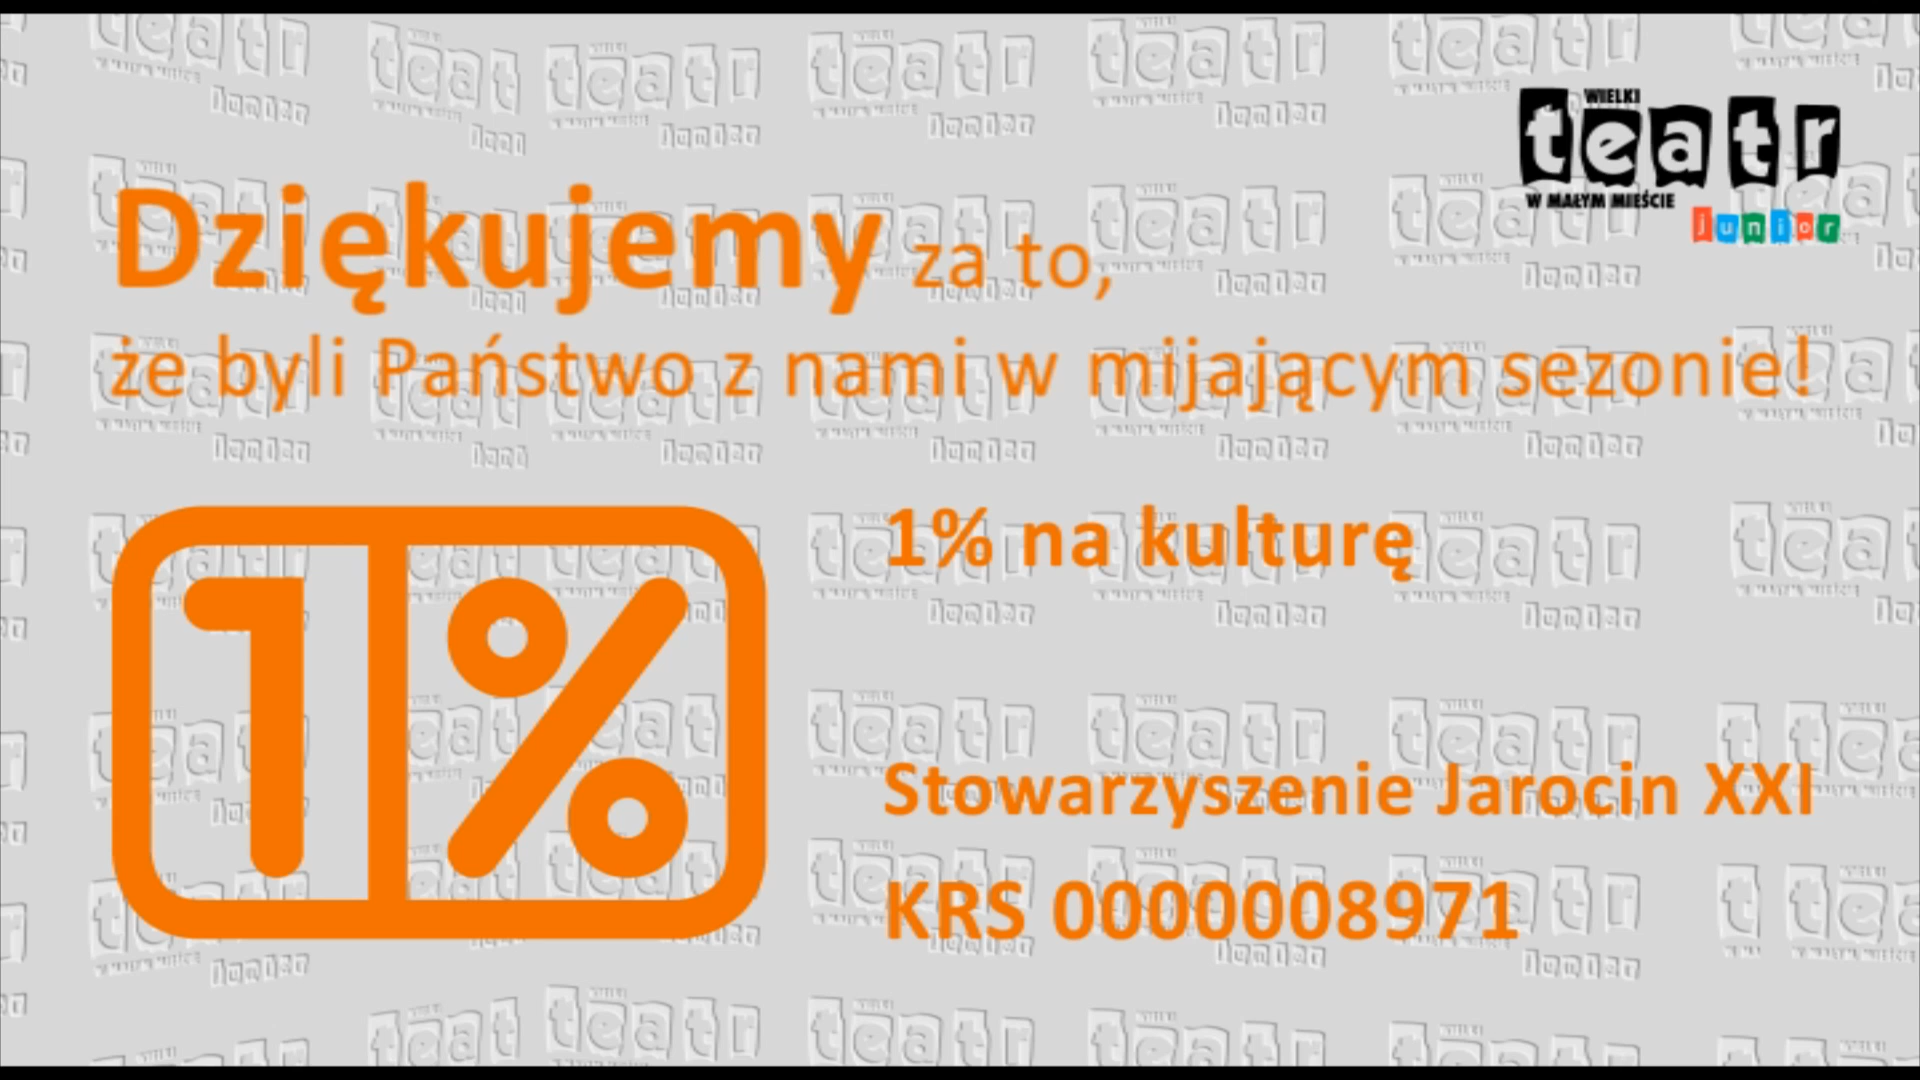 WIELKI
teatr
W MAŁYM MIEŚCIE
junior
Dziękujemy za to,
że byli Państwo z nami w mijającym sezonie!
1%
1% na kulturę
Stowarzyszenie Jarocin XXI
KRS 0000008971